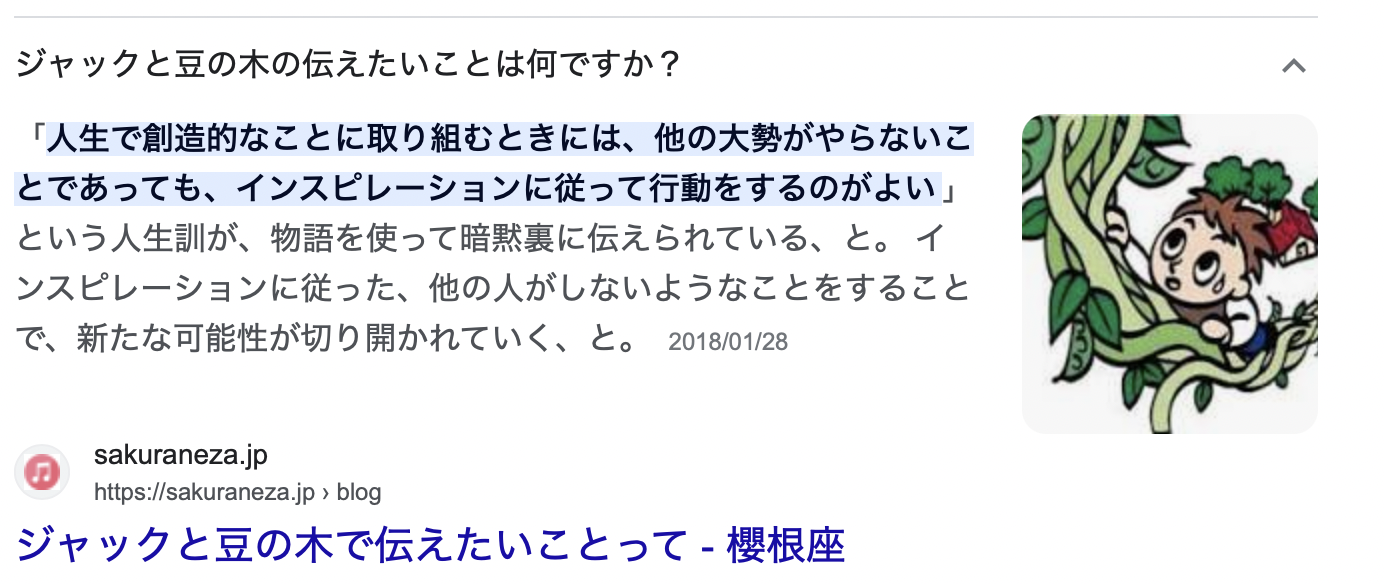 ジャックと豆の木の伝えたいことは何ですか？
「人生で創造的なことに取り組むときには、他の大勢がやらないこ
とであっても、インスピレーションに従って行動をするのがよい」
という人生訓が、物語を使って暗黙裏に伝えられている、と。 イ
ンスピレーションに従った、他の人がしないようなことをすること
で、新たな可能性が切り開かれていく、と。 2018/01/28
sakuraneza.jp
https://sakuraneza.jp › blog
ジャックと豆の木で伝えたいことって - 櫻根座